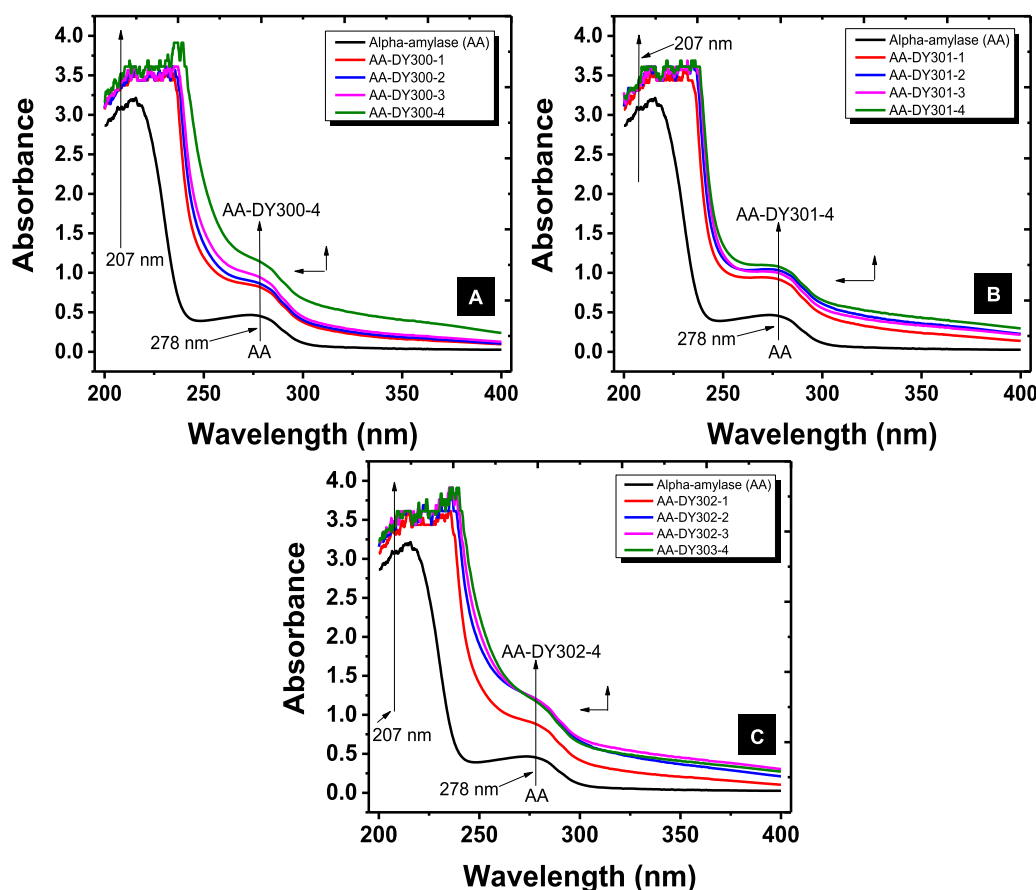 4.0
3.5
3.0
2.5
2.0
1.5
1.0
0.5
0.0
Absorbance
Alpha-amylase (AA)
AA-DY300-1
AA-DY300-2
AA-DY300-3
AA-DY300-4
AA-DY300-4
207 nm
278 nm
AA
A
200
250
300
350
400
Wavelength (nm)
4.0
3.5
3.0
2.5
2.0
1.5
1.0
0.5
0.0
Absorbance
207 nm
Alpha-amylase (AA)
AA-DY301-1
AA-DY301-2
AA-DY301-3
AA-DY301-4
AA-DY301-4
278 nm
AA
B
200
250
300
350
400
Wavelength (nm)
4.0
3.5
3.0
2.5
2.0
1.5
1.0
0.5
0.0
Absorbance
Alpha-amylase (AA)
AA-DY302-1
AA-DY302-2
AA-DY302-3
AA-DY303-4
AA-DY302-4
207 nm
278 nm
AA
C
200
250
300
350
400
Wavelength (nm)